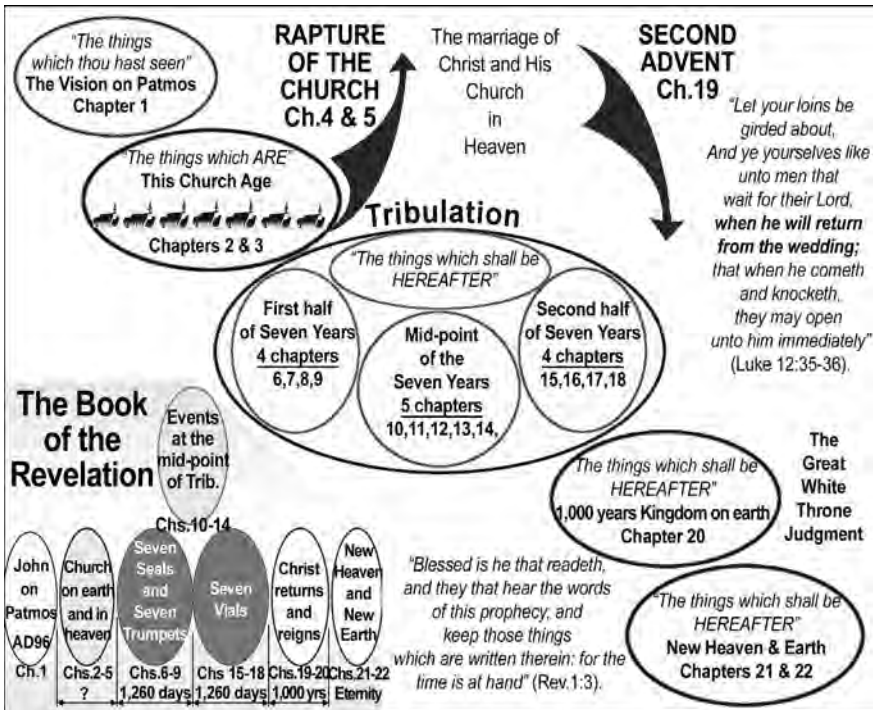 "The things
which thou hast seen"
The Vision on Patmos
Chapter 1
RAPTURE
OF THE
CHURCH
Ch.4 & 5
The marriage of
Christ and His
Church
in
Heaven
SECOND
ADVENT
Ch.19
"Let your loins be
girded about,
And ye yourselves like
unto men that
wait for their Lord,
when he will return
from the wedding;
that when he cometh
and knocketh,
they may open
unto him immediately"
(Luke 12:35-36).
"The things which ARE"
This Church Age
Chapters 2 & 3
Tribulation
"The things which shall be
HEREAFTER"
First half
of Seven Years
4 chapters
6,7,8,9
Mid-point
of the
Seven Years
5 chapters
10,11,12,13,14,
Second half
of Seven Years
4 chapters
15,16,17,18
The Book
of the
Revelation
Events
at the
mid-point
of Trib.
Chs.10-14
The things which shall be
HEREAFTER"
1,000 years Kingdom on earth
Chapter 20
The
Great
White
Throne
Judgment
John
on
Patmos
AD96
Ch.1
Church
on earth
and in
heaven
Chs.2-5
?
Seven
Seals
and
Seven
Trumpets
Chs.6-9
1,260 days
Seven
Vials
Chs 15-18
1,260 days
Christ
returns
and
reigns
Chs.19-20
1,000 yrs
New
Heaven
and
New
Earth
Chs.21-22
Eternity
"Blessed is he that readeth,
and they that hear the words
of this prophecy, and
keep those things
which are written therein: for the
time is at hand" (Rev.1:3).
"The things which shall be
HEREAFTER"
New Heaven & Earth
Chapters 21 & 22